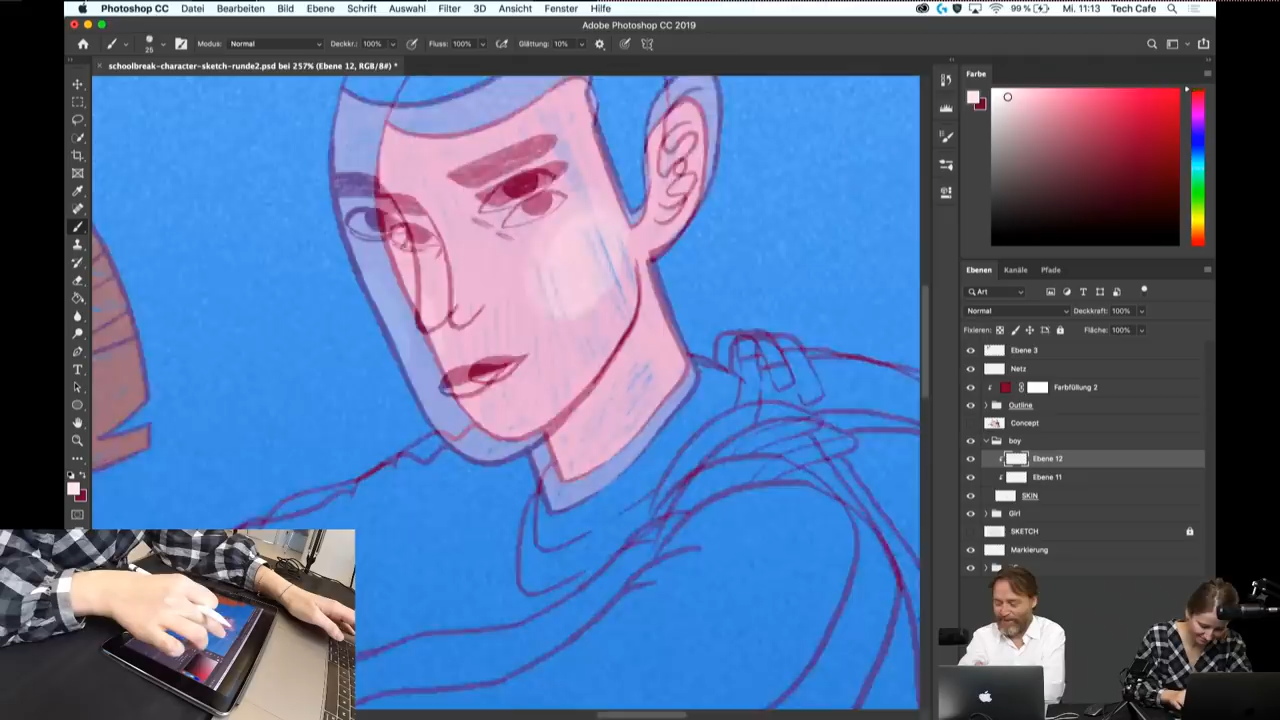 Photoshop CC Datei Bearbeiten Bild Ebene Schrift Auswahl Filter 3D Ansicht Fenster Hilfe 99 % Mi. 11:13 Tech Cafe
Adobe Photoshop CC 2019
25 Modus: Normal Deckkr.: 100% Fluss: 100% Glättung: 10%
schoolbreak-character-sketch-runde2.psd bei 257% (Ebene 12, RGB/8#) *
Farbe
Ebenen Kanäle Pfade
Art
Normal Deckkraft: 100%
Fixieren: Fläche: 100%
Ebene 3
Netz
Farbfüllung 2
Outline
Concept
boy
Ebene 12
Ebene 11
SKIN
Girl
SKETCH
Markierung